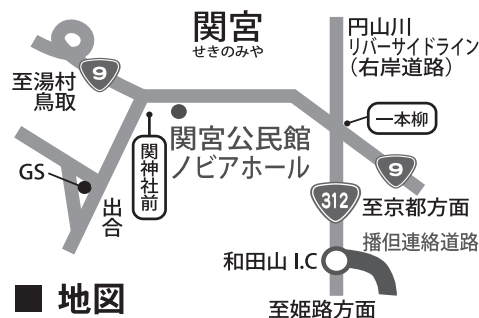 関宮
せきのみや
円山川
リバーサイドライン
（右岸道路）
9
至湯村
鳥取
一本柳
関宮公民館
ノビアホール
関神社前
GS
出合
9
312
至京都方面
播但連絡道路
和田山 I.C
至姫路方面
■ 地図